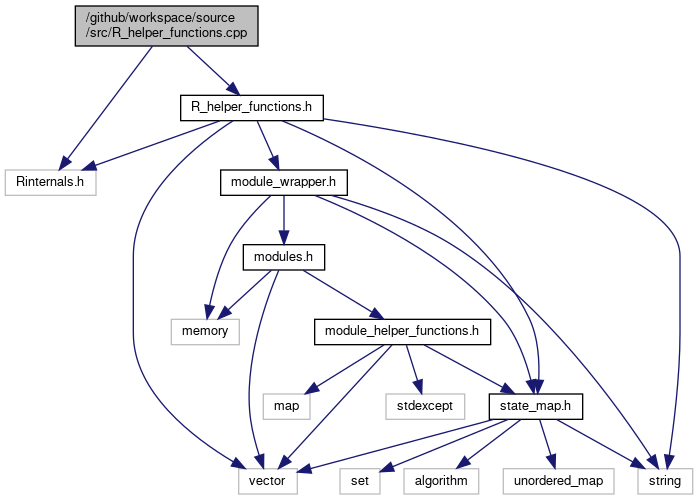 /github/workspace/source
/src/R_helper_functions.cpp
R_helper_functions.h
Rinternals.h
module_wrapper.h
modules.h
memory
module_helper_functions.h
map
stdexcept
state_map.h
vector
set
algorithm
unordered_map
string